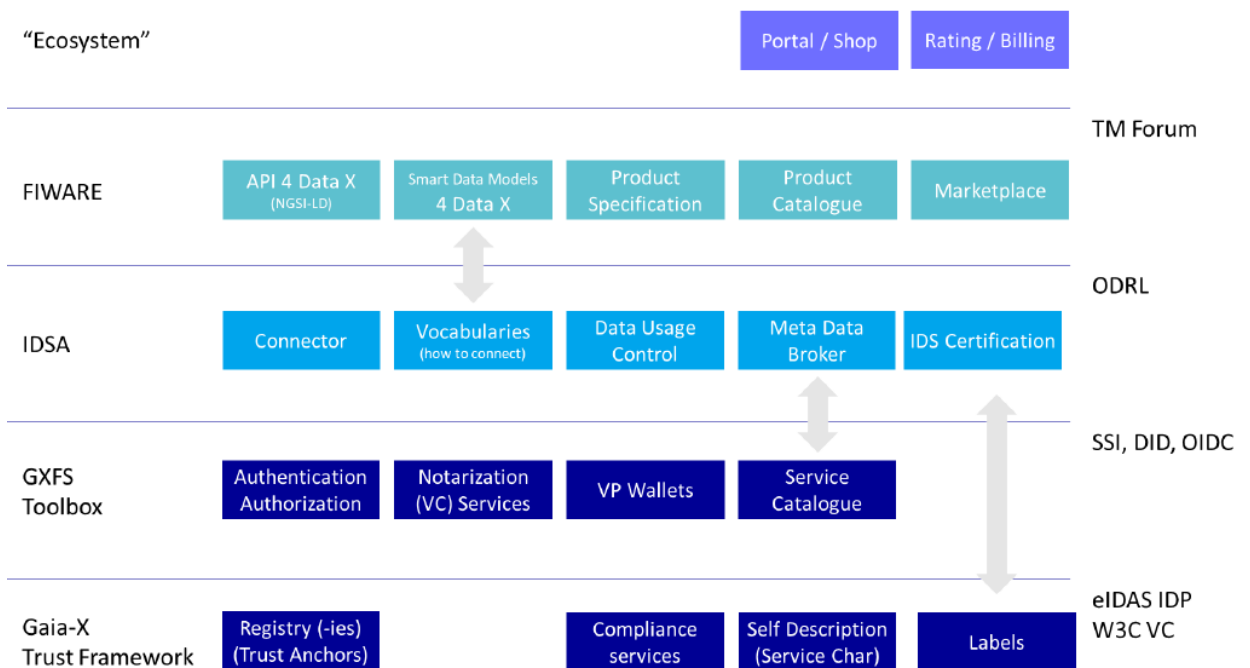 “Ecosystem”
Portal / Shop
Rating / Billing
TM Forum
FIWARE
API 4 Data X
(NGSI-LD)
Smart Data Models
4 Data X
Product
Specification
Product
Catalogue
Marketplace
ODRL
IDSA
Connector
Vocabularies
(how to connect)
Data Usage
Control
Meta Data
Broker
IDS Certification
SSI, DID, OIDC
GXFS
Toolbox
Authentication
Authorization
Notarization
(VC) Services
VP Wallets
Service
Catalogue
eIDAS IDP
W3C VC
Gaia-X
Trust Framework
Registry (-ies)
(Trust Anchors)
Compliance
services
Self Description
(Service Char)
Labels